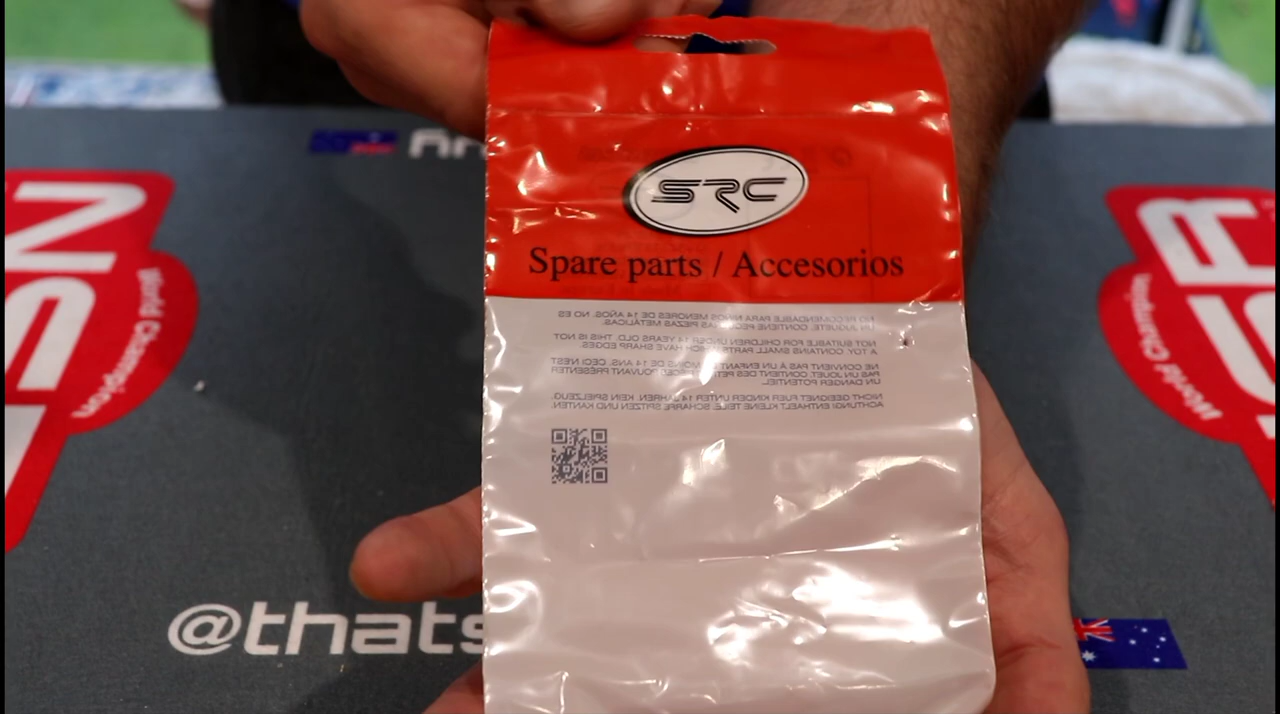 SRC
Spare parts / Accesorios
NO RECOMENDABLE PARA NIÑOS MENORES DE 14 AÑOS. NO ES
UN JUGUETE. CONTIENE PEQUEÑAS PIEZAS METÁLICAS.
NOT SUITABLE FOR CHILDREN UNDER 14 YEARS OLD. THIS IS NOT
A TOY. CONTAINS SMALL PARTS WHICH HAVE SHARP EDGES.
NE CONVIENT PAS À UN ENFANT MOINS DE 14 ANS. CECI N'EST
PAS UN JOUET. CONTIENT DES PETITES PIÈCES POUVANT PRÉSENTER
UN DANGER POTENTIEL.
NICHT GEEIGNET FUER KINDER UNTER 14 JAHREN. KEIN SPIELZEUG.
ACHTUNG! ENTHAELT KLEINE TEILE. SCHARFE SPITZEN UND KANTEN.
World Champion
World Champion
@thats